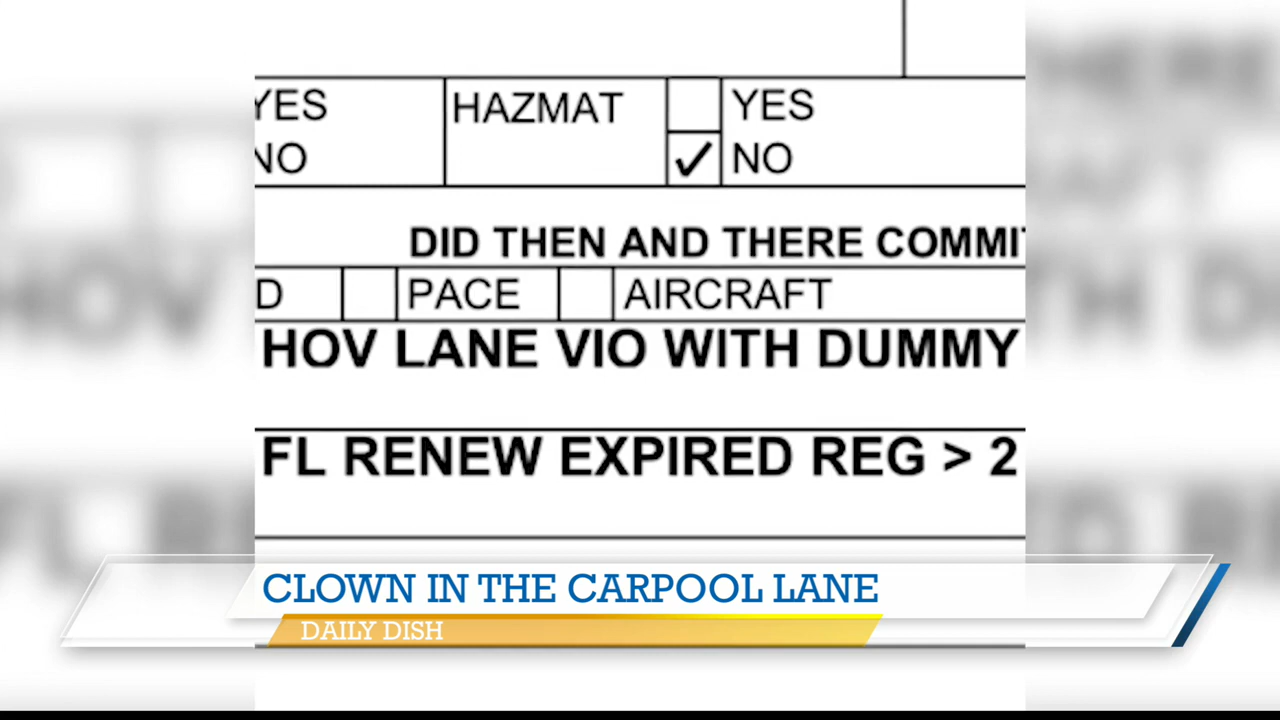 YES
HAZMAT
YES
NO
NO
DID THEN AND THERE COMMIT
D
PACE
AIRCRAFT
HOV LANE VIO WITH DUMMY
FL RENEW EXPIRED REG > 2
CLOWN IN THE CARPOOL LANE
DAILY DISH